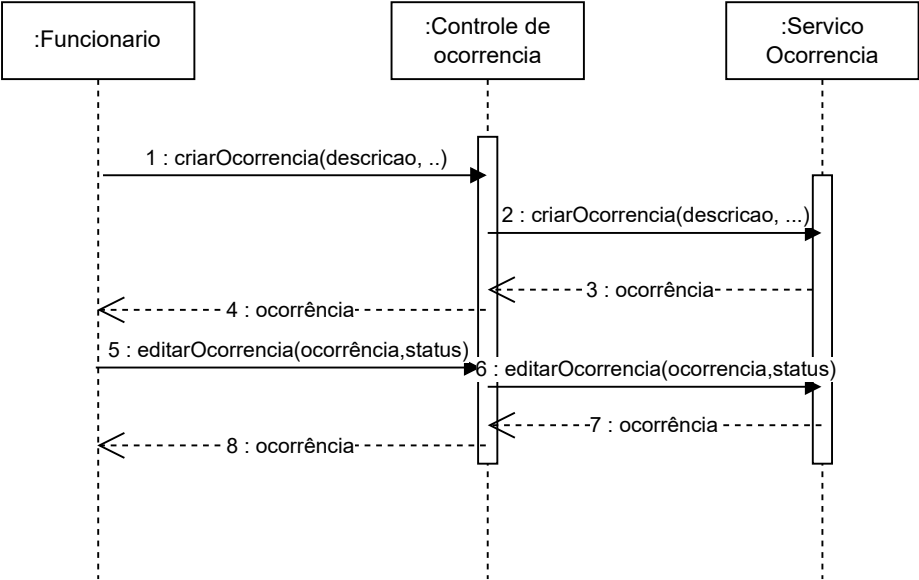 :Funcionario
:Controle de
ocorrencia
:Servico
Ocorrencia
1 : criarOcorrencia(descricao, ..)
2 : criarOcorrencia(descricao, ...)
3 : ocorrência
4 : ocorrência
5 : editarOcorrencia(ocorrência,status)
6 : editarOcorrencia(ocorrencia,status)
7 : ocorrência
8 : ocorrência